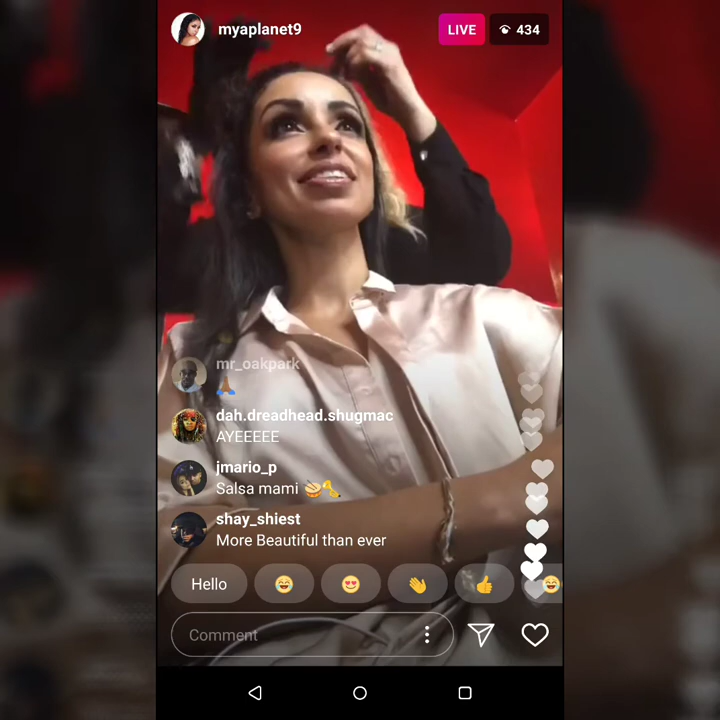 myaplanet9
LIVE
434
mr_oakpark
🙏🏾
dah.dreadhead.shugmac
AYEEEEE
jmario_p
Salsa mami 🥁🎷
shay_shiest
More Beautiful than ever
Hello
Comment